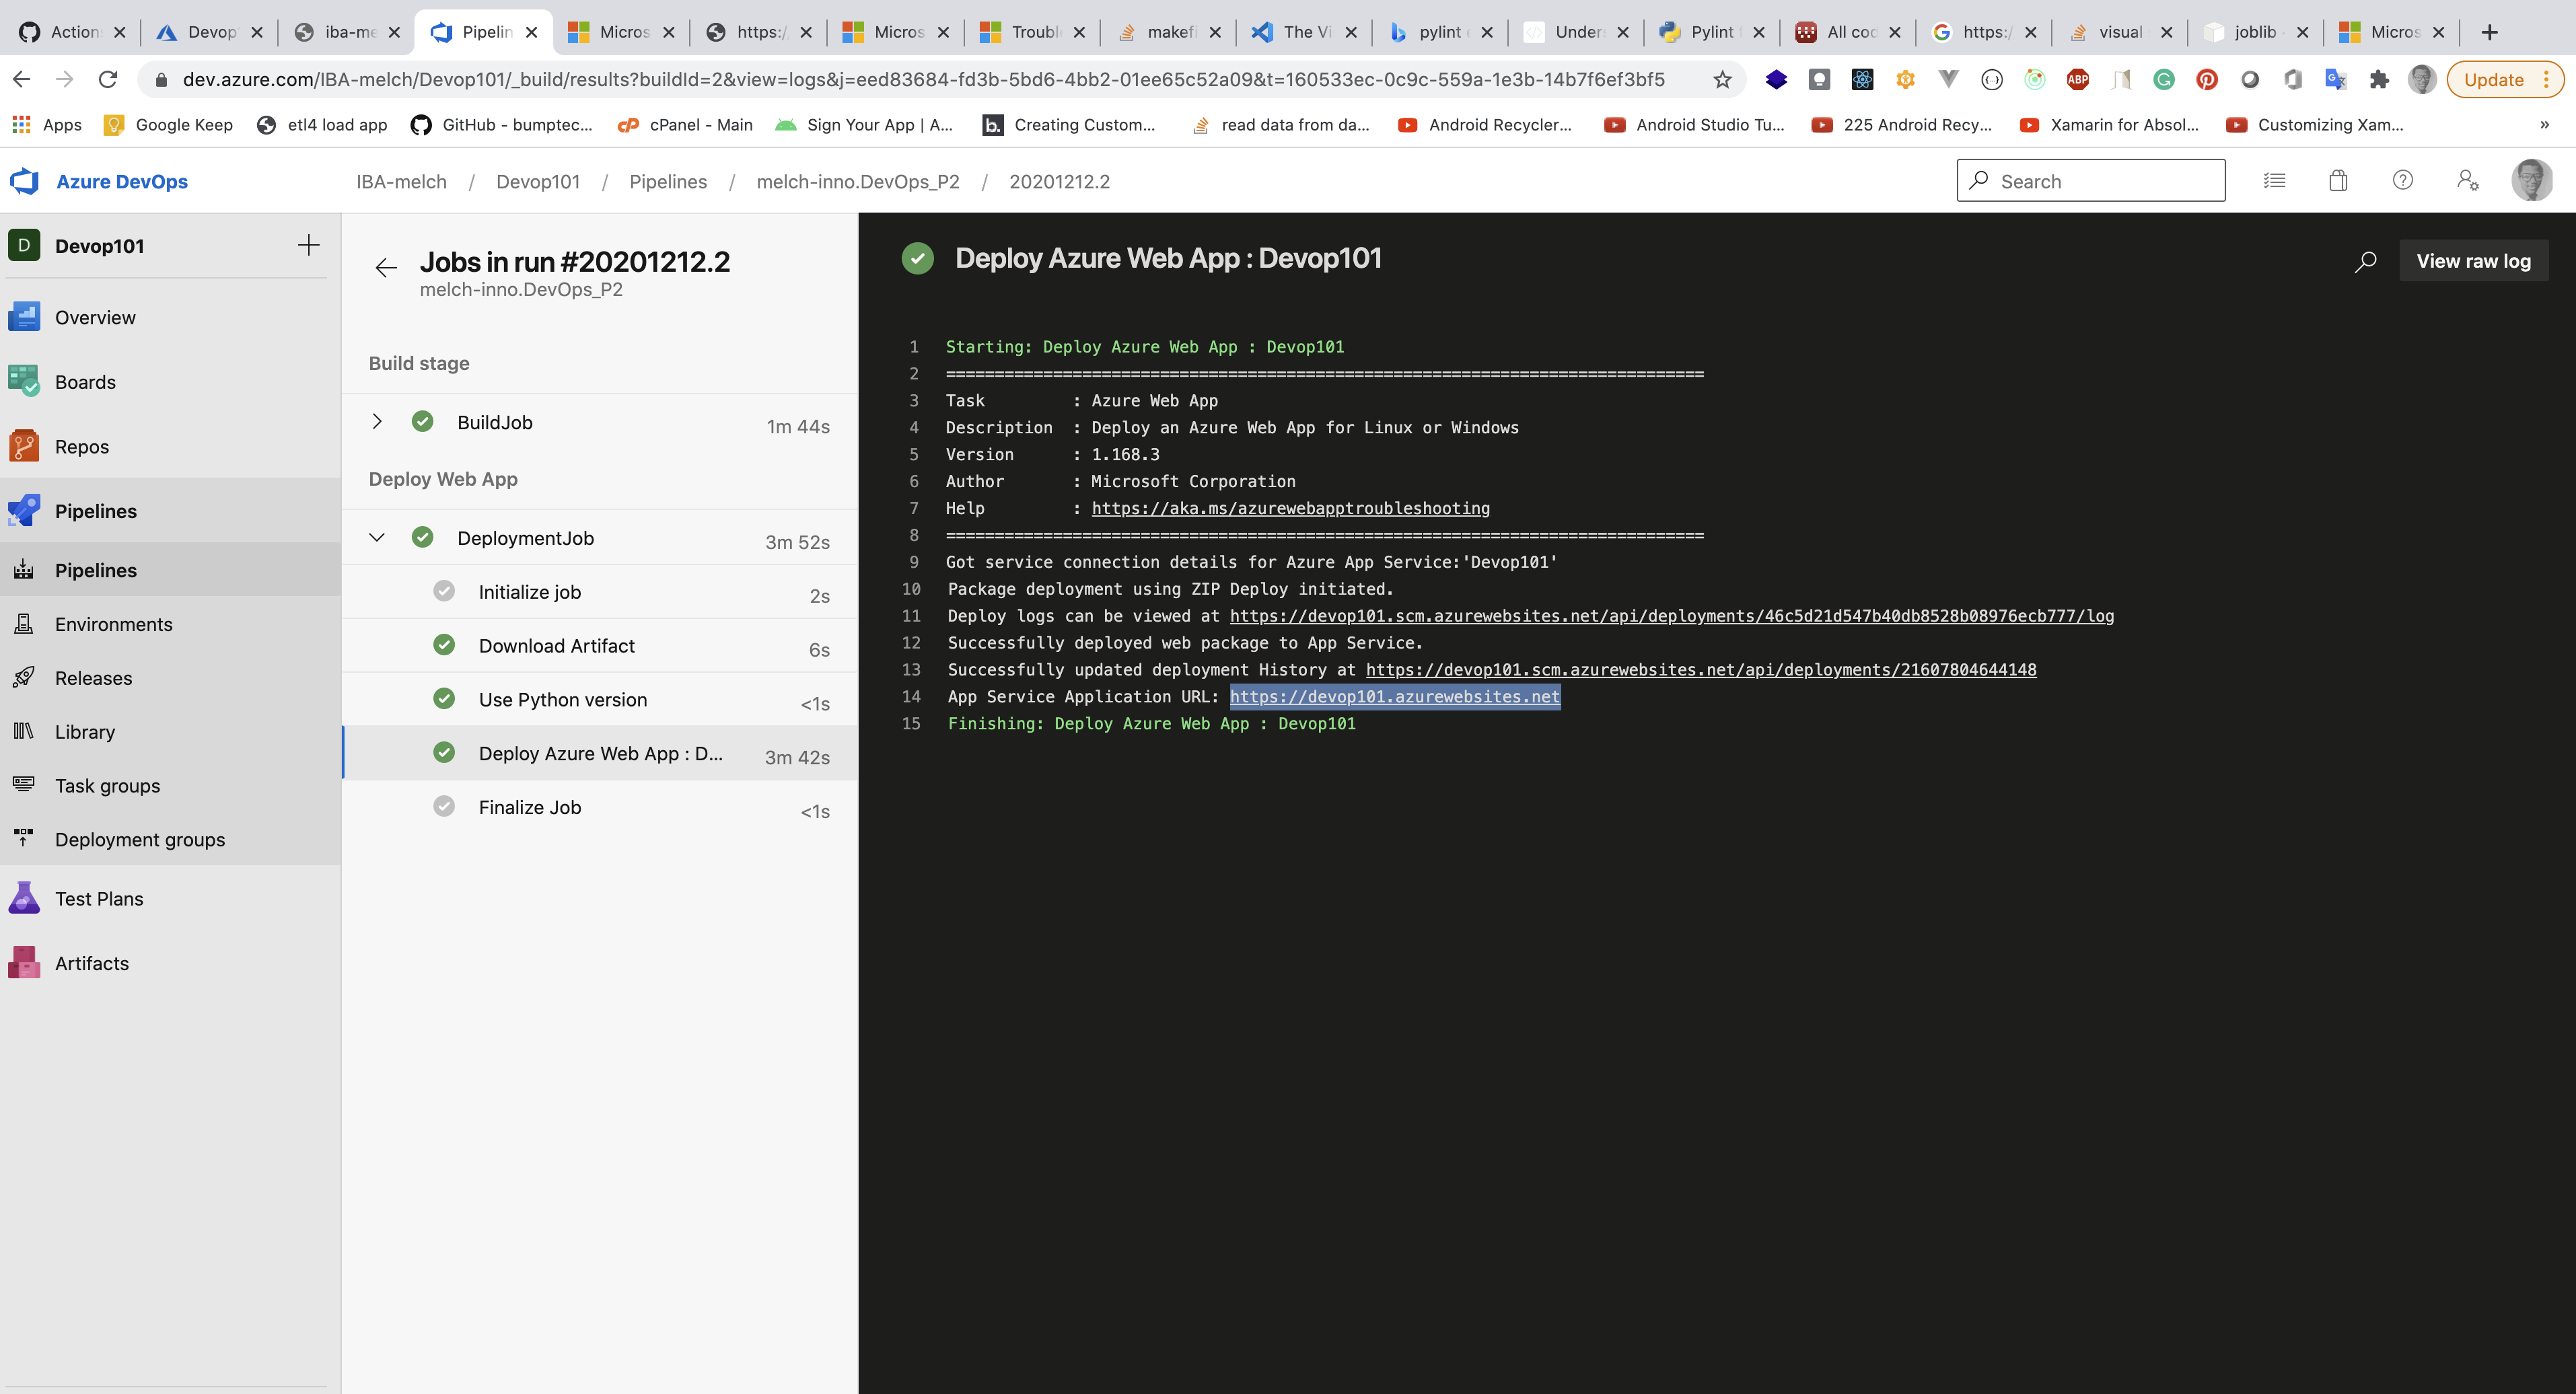 Action
Devop
iba-me
Pipelin
Micros
https:/
Micros
Troubl
makefi
The Vi
pylint
Under
Pylint
All cod
https:/
visual
joblib
Micros
dev.azure.com/IBA-melch/Devop101/_build/results?buildId=2&view=logs&j=eed83684-fd3b-5bd6-4bb2-01ee65c52a09&t=160533ec-0c9c-559a-1e3b-14b7f6ef3bf5
ABP
Update
Apps
Google Keep
etl4 load app
GitHub - bumptec...
cPanel - Main
Sign Your App | A...
b.
Creating Custom...
read data from da...
Android Recycler...
Android Studio Tu...
225 Android Recy...
Xamarin for Absol...
Customizing Xam...
»
Azure DevOps
IBA-melch / Devop101 / Pipelines / melch-inno.DevOps_P2 / 20201212.2
Search
D
Devop101
Overview
Boards
Repos
Pipelines
Pipelines
Environments
Releases
Library
Task groups
Deployment groups
Test Plans
Artifacts
Jobs in run #20201212.2
melch-inno.DevOps_P2
Build stage
BuildJob 1m 44s
Deploy Web App
DeploymentJob 3m 52s
Initialize job 2s
Download Artifact 6s
Use Python version <1s
Deploy Azure Web App : D... 3m 42s
Finalize Job <1s
Deploy Azure Web App : Devop101
View raw log
1 Starting: Deploy Azure Web App : Devop101
2 ==============================================================================
3 Task : Azure Web App
4 Description : Deploy an Azure Web App for Linux or Windows
5 Version : 1.168.3
6 Author : Microsoft Corporation
7 Help : https://aka.ms/azurewebapptroubleshooting
8 ==============================================================================
9 Got service connection details for Azure App Service:'Devop101'
10 Package deployment using ZIP Deploy initiated.
11 Deploy logs can be viewed at https://devop101.scm.azurewebsites.net/api/deployments/46c5d21d547b40db8528b08976ecb777/log
12 Successfully deployed web package to App Service.
13 Successfully updated deployment History at https://devop101.scm.azurewebsites.net/api/deployments/21607804644148
14 App Service Application URL: https://devop101.azurewebsites.net
15 Finishing: Deploy Azure Web App : Devop101